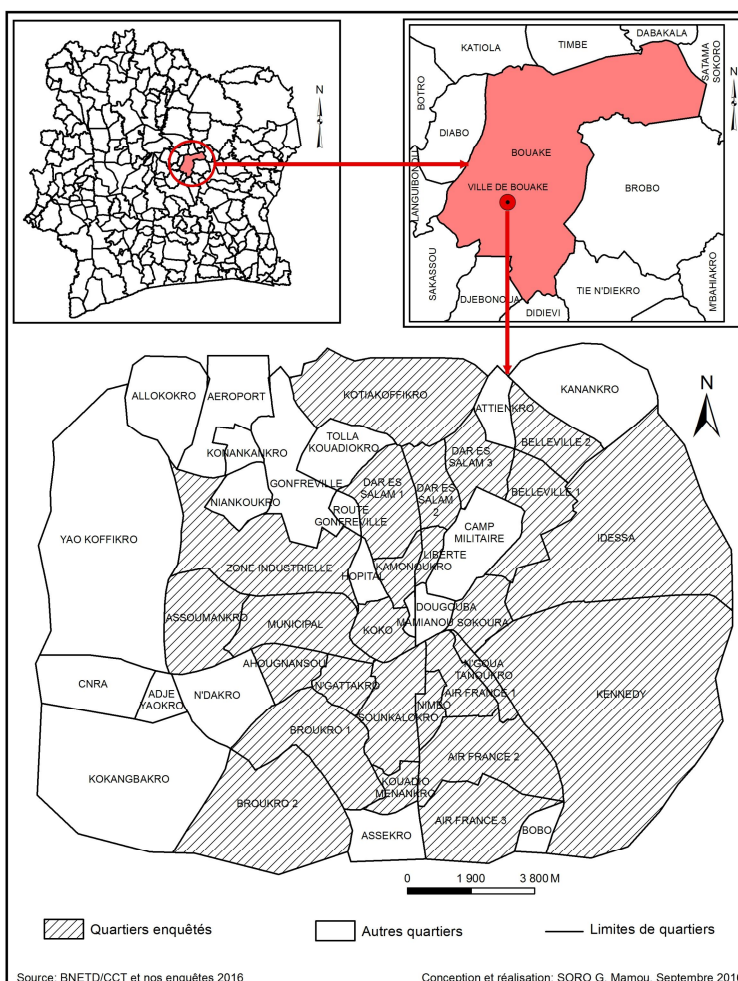 N
KATIOLA
TIMBE
DABAKALA
SATAMA
SOKORO
N
BOTRO
DIABO
BOUAKE
LANGUIBONOU
VILLE DE BOUAKE
BROBO
SAKASSOU
DJEBONOUA
DIDIEVI
TIE N'DIEKRO
M'BAHIAKRO
ALLOKOKRO
AEROPORT
KOTIAKOFFIKRO
ATTIENKRO
KANANKRO
N
KONANKANKRO
TOLLA
KOUADIOKRO
DAR ES
SALAM 3
BELLEVILLE 2
NIANKOUKRO
GONFREVILLE
DAR ES
SALAM 1
DAR ES
SALAM
2
BELLEVILLE 1
ROUTE
GONFREVILLE
YAO KOFFIKRO
CAMP
MILITAIRE
IDESSA
ZONE INDUSTRIELLE
HOPITAL
KAMONOUKRO
LIBERTE
ASSOUMANKRO
MUNICIPAL
KOKO
DOUGOUBA
MAMIANOU
SOKOURA
AHOUGNANSOU
N'GOUA
TANOUKRO
CNRA
ADJE
YAOKRO
N'DAKRO
N'GATTAKRO
SOUNKALOKRO
NIMBO
AIR FRANCE 1
KENNEDY
BROUKRO 1
AIR FRANCE 2
KOKANGBAKRO
BROUKRO 2
KOUADIO
MENANKRO
ASSEKRO
AIR FRANCE 3
BOBO
0 1 900 3 800 M
Quartiers enquêtés
Autres quartiers
Limites de quartiers
Source: BNETD/CCT et nos enquêtes 2016
Conception et réalisation: SORO G. Mamou, Septembre 2016